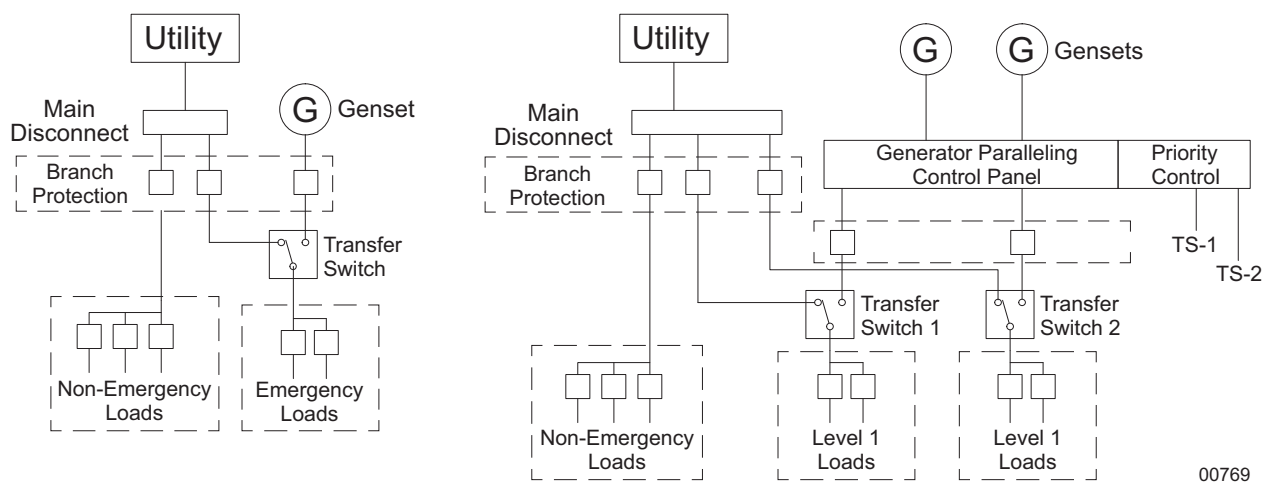 Utility
G
Genset
Main
Disconnect
Branch
Protection
Transfer
Switch
Non-Emergency
Loads
Emergency
Loads
Utility
G
G
Gensets
Main
Disconnect
Generator Paralleling
Control Panel
Priority
Control
Branch
Protection
TS-1
TS-2
Transfer
Switch 1
Transfer
Switch 2
Non-Emergency
Loads
Level 1
Loads
Level 1
Loads
00769